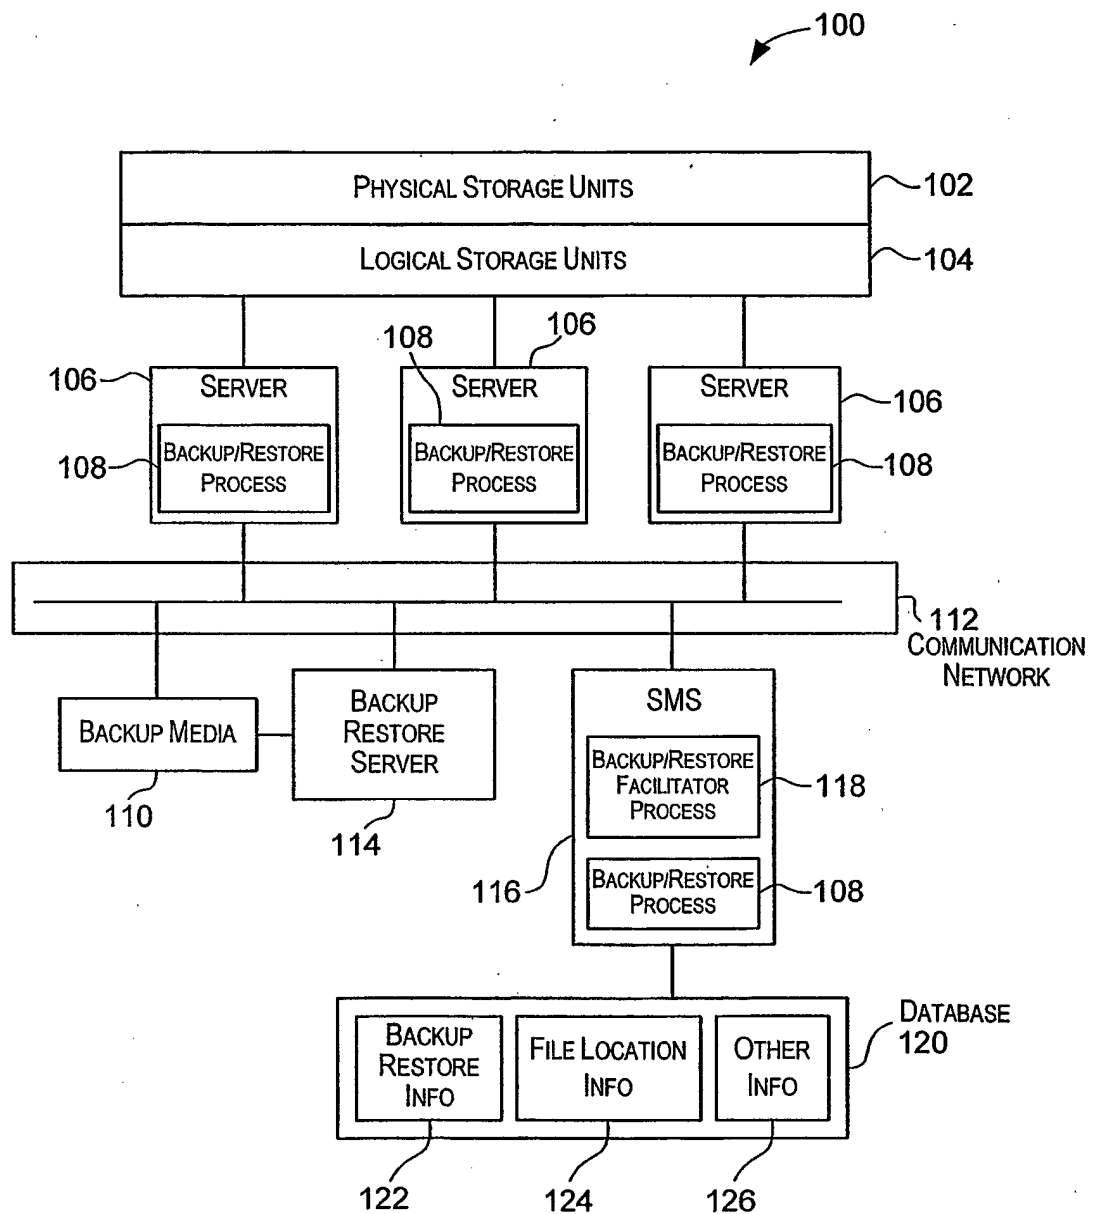 100
PHYSICAL STORAGE UNITS
102
LOGICAL STORAGE UNITS
104
106
SERVER
BACKUP/RESTORE
PROCESS
108
108
106
SERVER
BACKUP/RESTORE
PROCESS
SERVER
106
BACKUP/RESTORE
PROCESS
108
112
COMMUNICATION
NETWORK
BACKUP MEDIA
110
BACKUP
RESTORE
SERVER
114
SMS
BACKUP/RESTORE
FACILITATOR
PROCESS
118
116
BACKUP/RESTORE
PROCESS
108
DATABASE
120
BACKUP
RESTORE
INFO
FILE LOCATION
INFO
OTHER
INFO
122
124
126